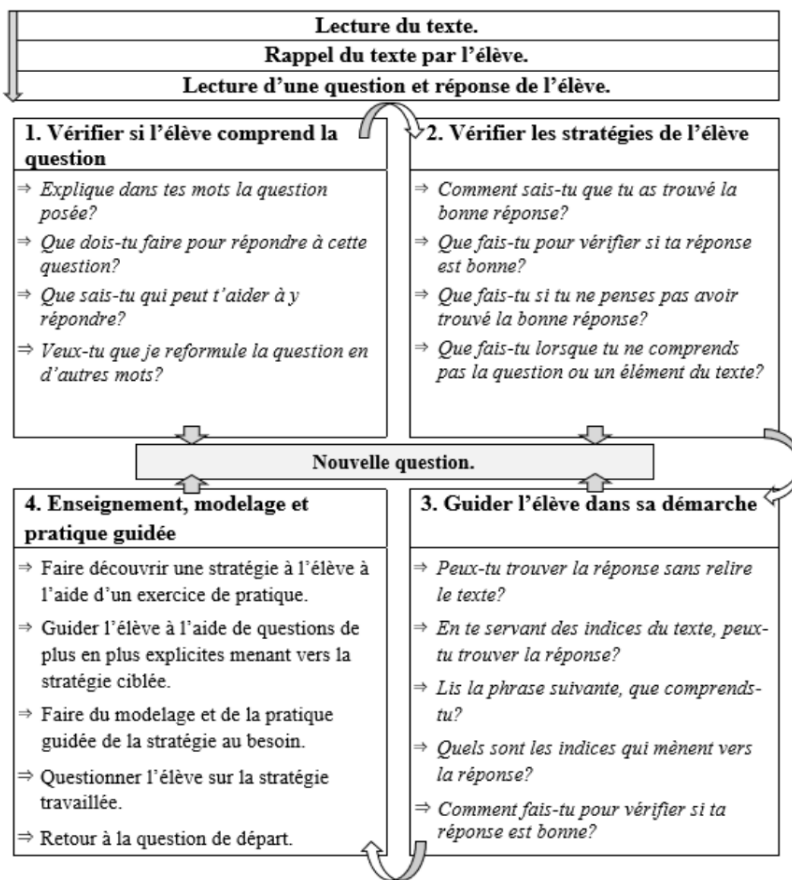 Lecture du texte.
Rappel du texte par l’élève.
Lecture d’une question et réponse de l’élève.
1. Vérifier si l’élève comprend la
question
⇒ Explique dans tes mots la question
posée?
⇒ Que dois-tu faire pour répondre à cette
question?
⇒ Que sais-tu qui peut t’aider à y
répondre?
⇒ Veux-tu que je reformule la question en
d’autres mots?
2. Vérifier les stratégies de l’élève
⇒ Comment sais-tu que tu as trouvé la
bonne réponse?
⇒ Que fais-tu pour vérifier si ta réponse
est bonne?
⇒ Que fais-tu si tu ne penses pas avoir
trouvé la bonne réponse?
⇒ Que fais-tu lorsque tu ne comprends
pas la question ou un élément du texte?
Nouvelle question.
3. Guider l’élève dans sa démarche
⇒ Peux-tu trouver la réponse sans relire
le texte?
⇒ En te servant des indices du texte, peux-
tu trouver la réponse?
⇒ Lis la phrase suivante, que comprends-
tu?
⇒ Quels sont les indices qui mènent vers
la réponse?
⇒ Comment fais-tu pour vérifier si ta
réponse est bonne?
4. Enseignement, modelage et
pratique guidée
⇒ Faire découvrir une stratégie à l’élève à
l’aide d’un exercice de pratique.
⇒ Guider l’élève à l’aide de questions de
plus en plus explicites menant vers la
stratégie ciblée.
⇒ Faire du modelage et de la pratique
guidée de la stratégie au besoin.
⇒ Questionner l’élève sur la stratégie
travaillée.
⇒ Retour à la question de départ.